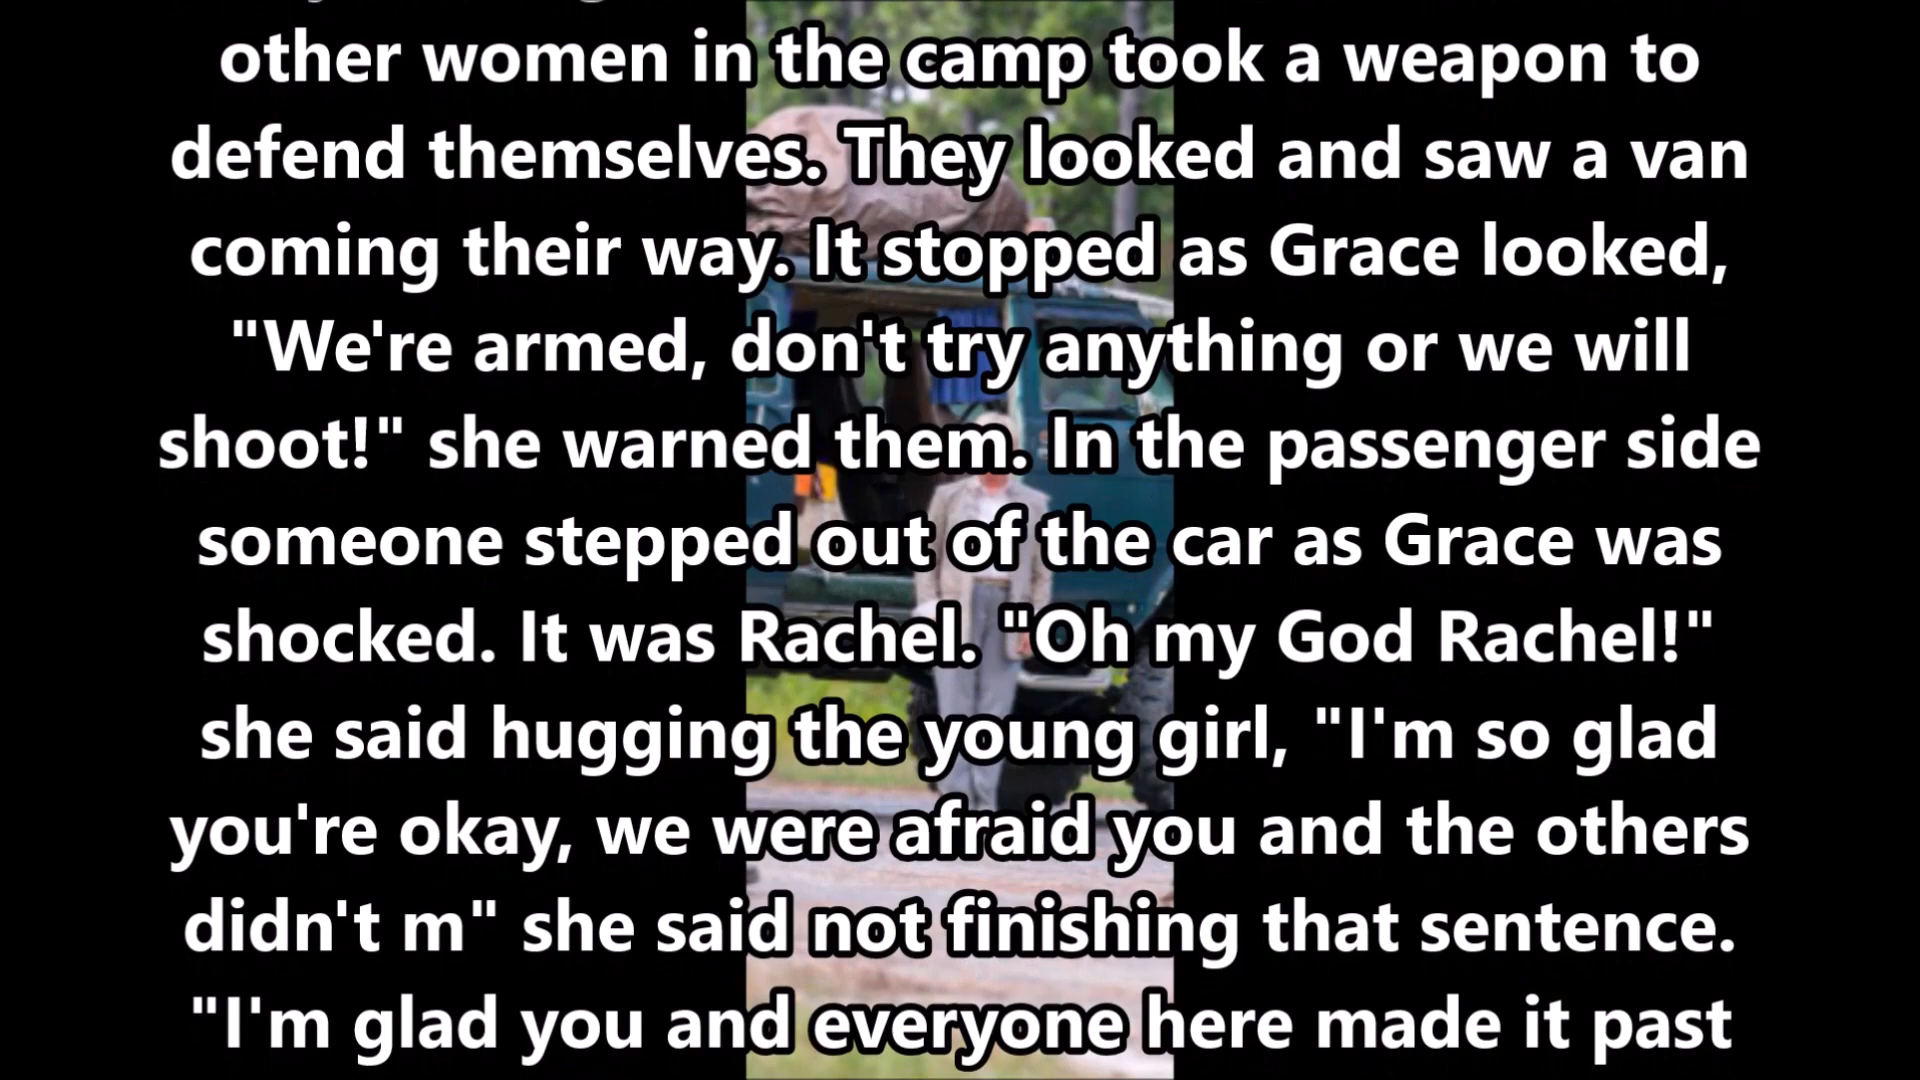 other women in the camp took a weapon to
defend themselves. They looked and saw a van
coming their way. It stopped as Grace looked,
"We're armed, don't try anything or we will
shoot!" she warned them. In the passenger side
someone stepped out of the car as Grace was
shocked. It was Rachel. "Oh my God Rachel!"
she said hugging the young girl, "I'm so glad
you're okay, we were afraid you and the others
didn't m" she said not finishing that sentence.
"I'm glad you and everyone here made it past